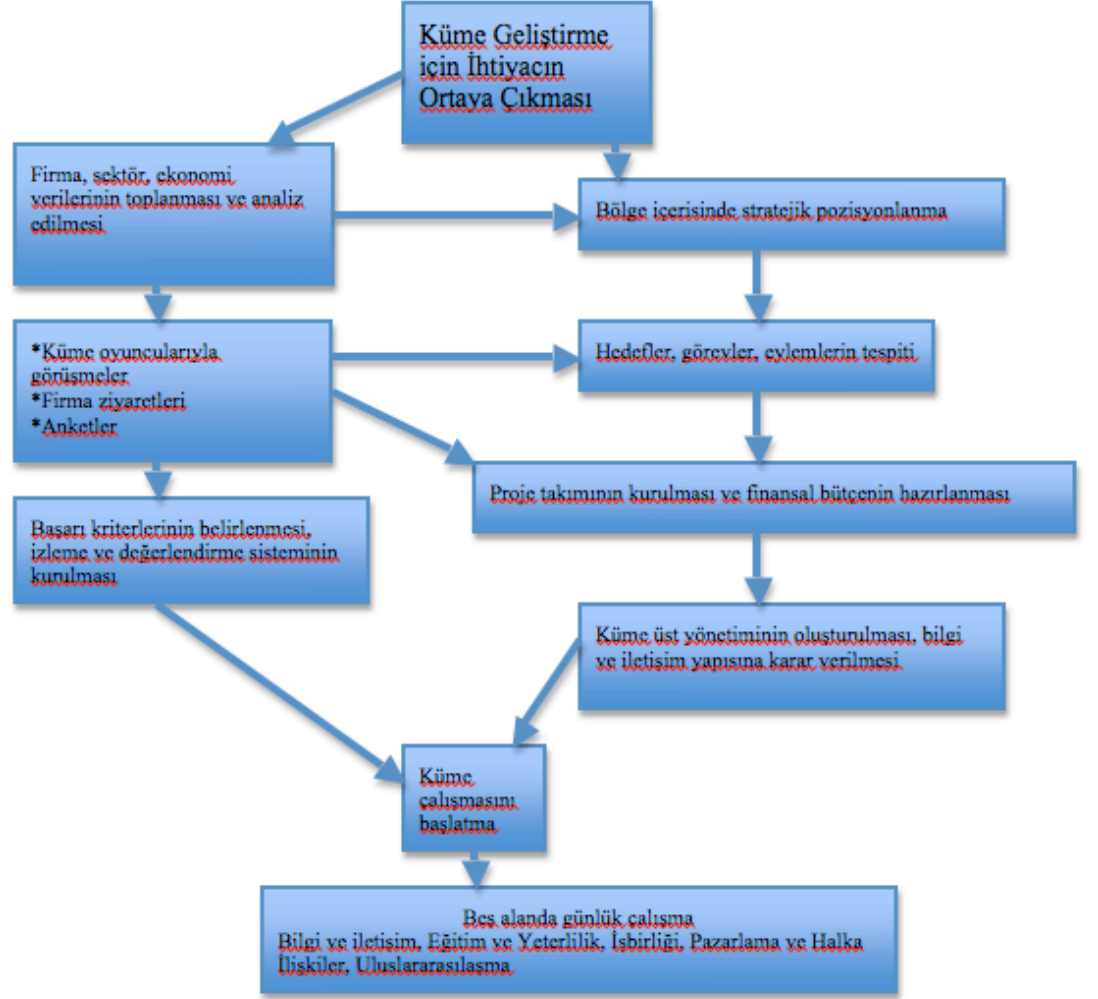 Küme Geliştirme
için İhtiyacın
Ortaya Çıkması
Firma, sektör, ekonomi
verilerinin toplanması ve analiz
edilmesi
Bölge içerisinde stratejik pozisyonlanma
*Küme oyuncularıyla
görüşmeler
*Firma ziyaretleri
*Anketler
Hedefler, görevler, eylemlerin tespiti
Proje takımının kurulması ve finansal bütçenin hazırlanması
Başarı kriterlerinin belirlenmesi,
izleme ve değerlendirme sisteminin
kurulması
Küme üst yönetiminin oluşturulması, bilgi
ve iletişim yapısına karar verilmesi
Küme
çalışmasını
başlatma
Beş alanda günlük çalışma
Bilgi ve iletişim, Eğitim ve Yeterlilik, İşbirliği, Pazarlama ve Halka
İlişkiler, Uluslararasılaşma